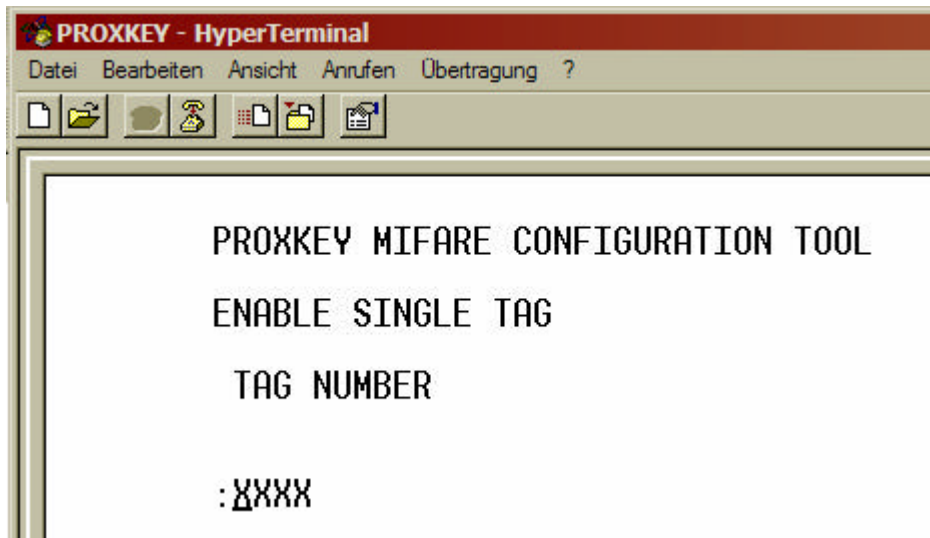 PROXKEY - HyperTerminal
Datei Bearbeiten Ansicht Anrufen Übertragung ?
PROXKEY MIFARE CONFIGURATION TOOL
ENABLE SINGLE TAG
TAG NUMBER
:XXXX